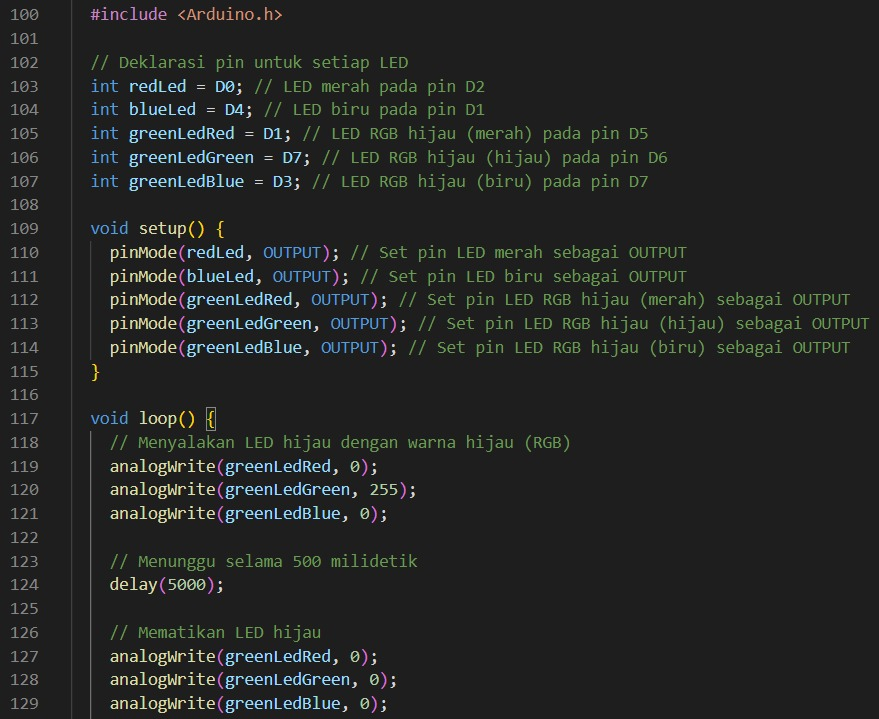 100 #include <Arduino.h>
101
102 // Deklarasi pin untuk setiap LED
103 int redLed = D0; // LED merah pada pin D2
104 int blueLed = D4; // LED biru pada pin D1
105 int greenLedRed = D1; // LED RGB hijau (merah) pada pin D5
106 int greenLedGreen = D7; // LED RGB hijau (hijau) pada pin D6
107 int greenLedBlue = D3; // LED RGB hijau (biru) pada pin D7
108
109 void setup() {
110 pinMode(redLed, OUTPUT); // Set pin LED merah sebagai OUTPUT
111 pinMode(blueLed, OUTPUT); // Set pin LED biru sebagai OUTPUT
112 pinMode(greenLedRed, OUTPUT); // Set pin LED RGB hijau (merah) sebagai OUTPUT
113 pinMode(greenLedGreen, OUTPUT); // Set pin LED RGB hijau (hijau) sebagai OUTPUT
114 pinMode(greenLedBlue, OUTPUT); // Set pin LED RGB hijau (biru) sebagai OUTPUT
115 }
116
117 void loop() {
118 // Menyalakan LED hijau dengan warna hijau (RGB)
119 analogWrite(greenLedRed, 0);
120 analogWrite(greenLedGreen, 255);
121 analogWrite(greenLedBlue, 0);
122
123 // Menunggu selama 500 milidetik
124 delay(5000);
125
126 // Mematikan LED hijau
127 analogWrite(greenLedRed, 0);
128 analogWrite(greenLedGreen, 0);
129 analogWrite(greenLedBlue, 0);